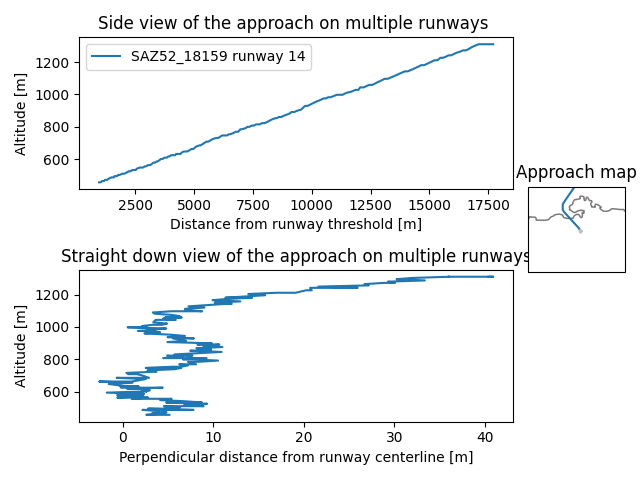 Side view of the approach on multiple runways
SAZ52_18159 runway 14
Altitude [m]
1200
1000
800
600
2500 5000 7500 10000 12500 15000 17500
Distance from runway threshold [m]
Approach map
Straight down view of the approach on multiple runways
Altitude [m]
1200
1000
800
600
0 10 20 30 40
Perpendicular distance from runway centerline [m]